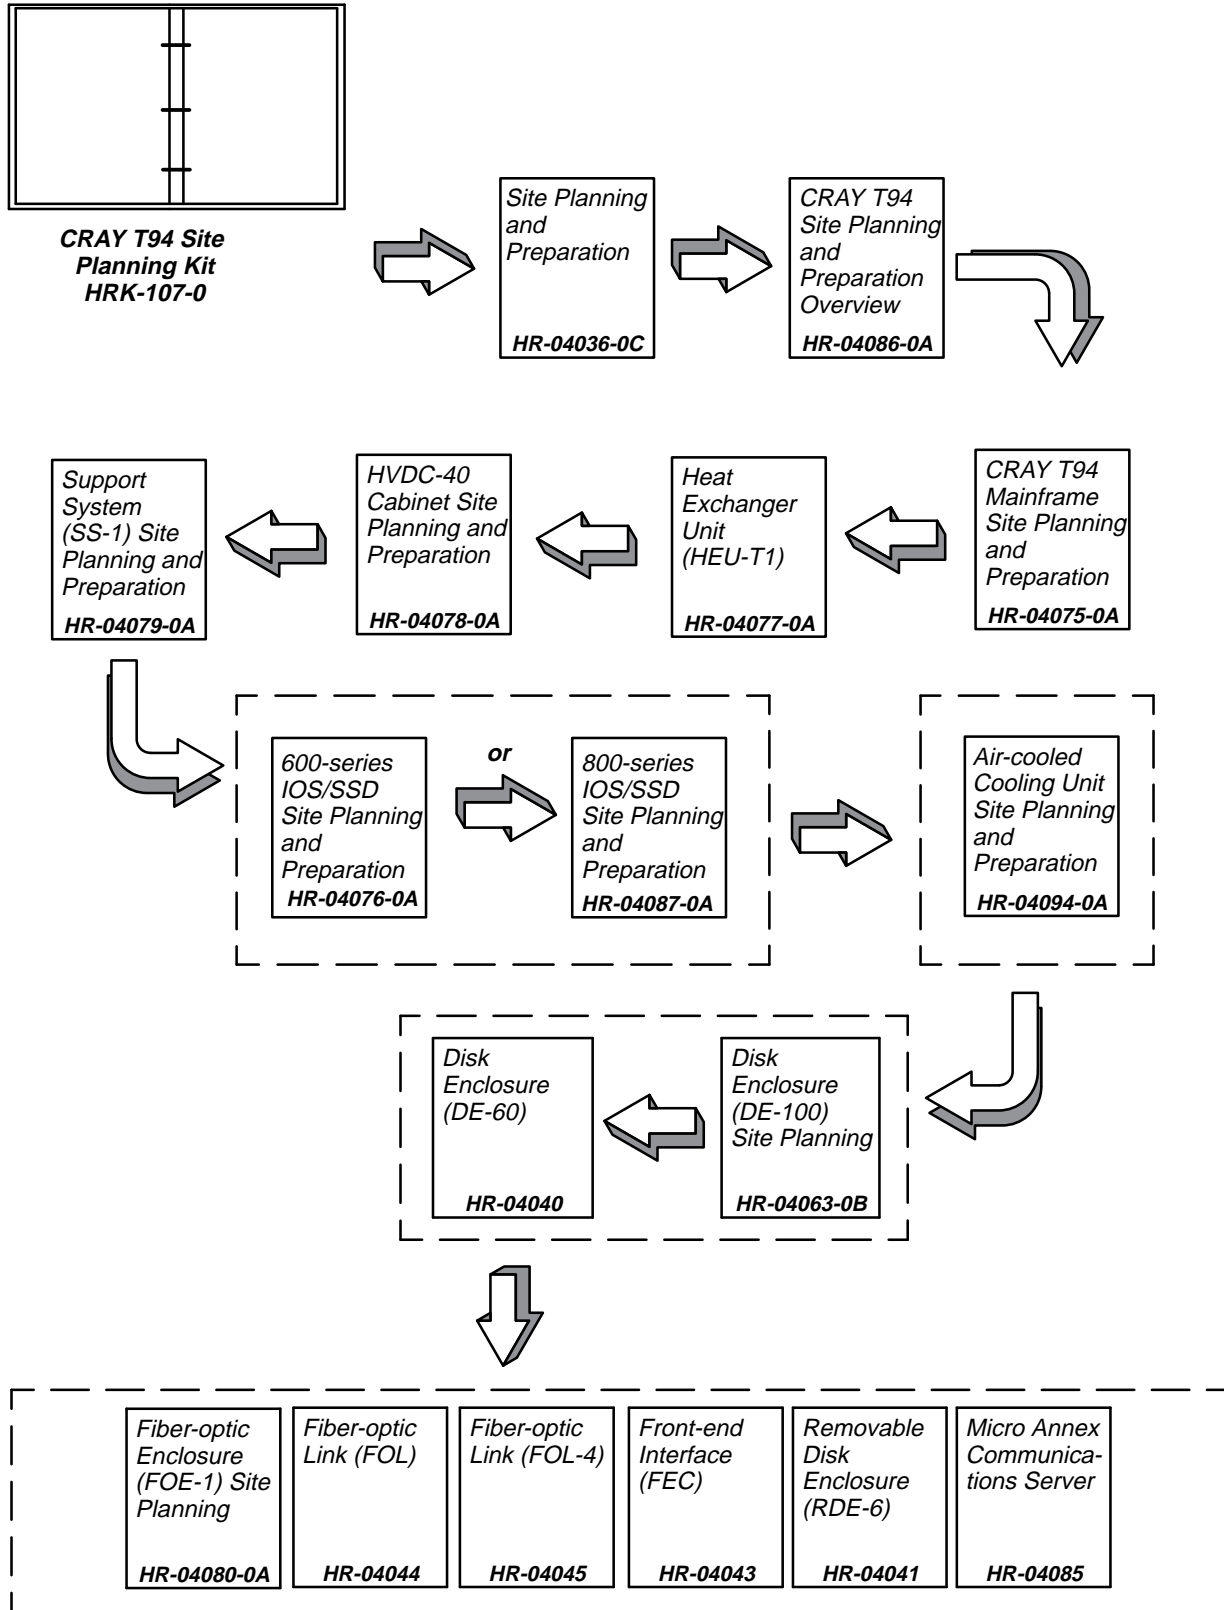 CRAY T94 Site
Planning Kit
HRK-107-0
Site Planning
and
Preparation
HR-04036-0C
CRAY T94
Site Planning
and
Preparation
Overview
HR-04086-0A
Support
System
(SS-1) Site
Planning and
Preparation
HR-04079-0A
HVDC-40
Cabinet Site
Planning and
Preparation
HR-04078-0A
Heat
Exchanger
Unit
(HEU-T1)
HR-04077-0A
CRAY T94
Mainframe
Site Planning
and
Preparation
HR-04075-0A
600-series
IOS/SSD
Site Planning
and
Preparation
HR-04076-0A
or
800-series
IOS/SSD
Site Planning
and
Preparation
HR-04087-0A
Air-cooled
Cooling Unit
Site Planning
and
Preparation
HR-04094-0A
Disk
Enclosure
(DE-60)
HR-04040
Disk
Enclosure
(DE-100)
Site Planning
HR-04063-0B
Fiber-optic
Enclosure
(FOE-1) Site
Planning
HR-04080-0A
Fiber-optic
Link (FOL)
HR-04044
Fiber-optic
Link (FOL-4)
HR-04045
Front-end
Interface
(FEC)
HR-04043
Removable
Disk
Enclosure
(RDE-6)
HR-04041
Micro Annex
Communica-
tions Server
HR-04085